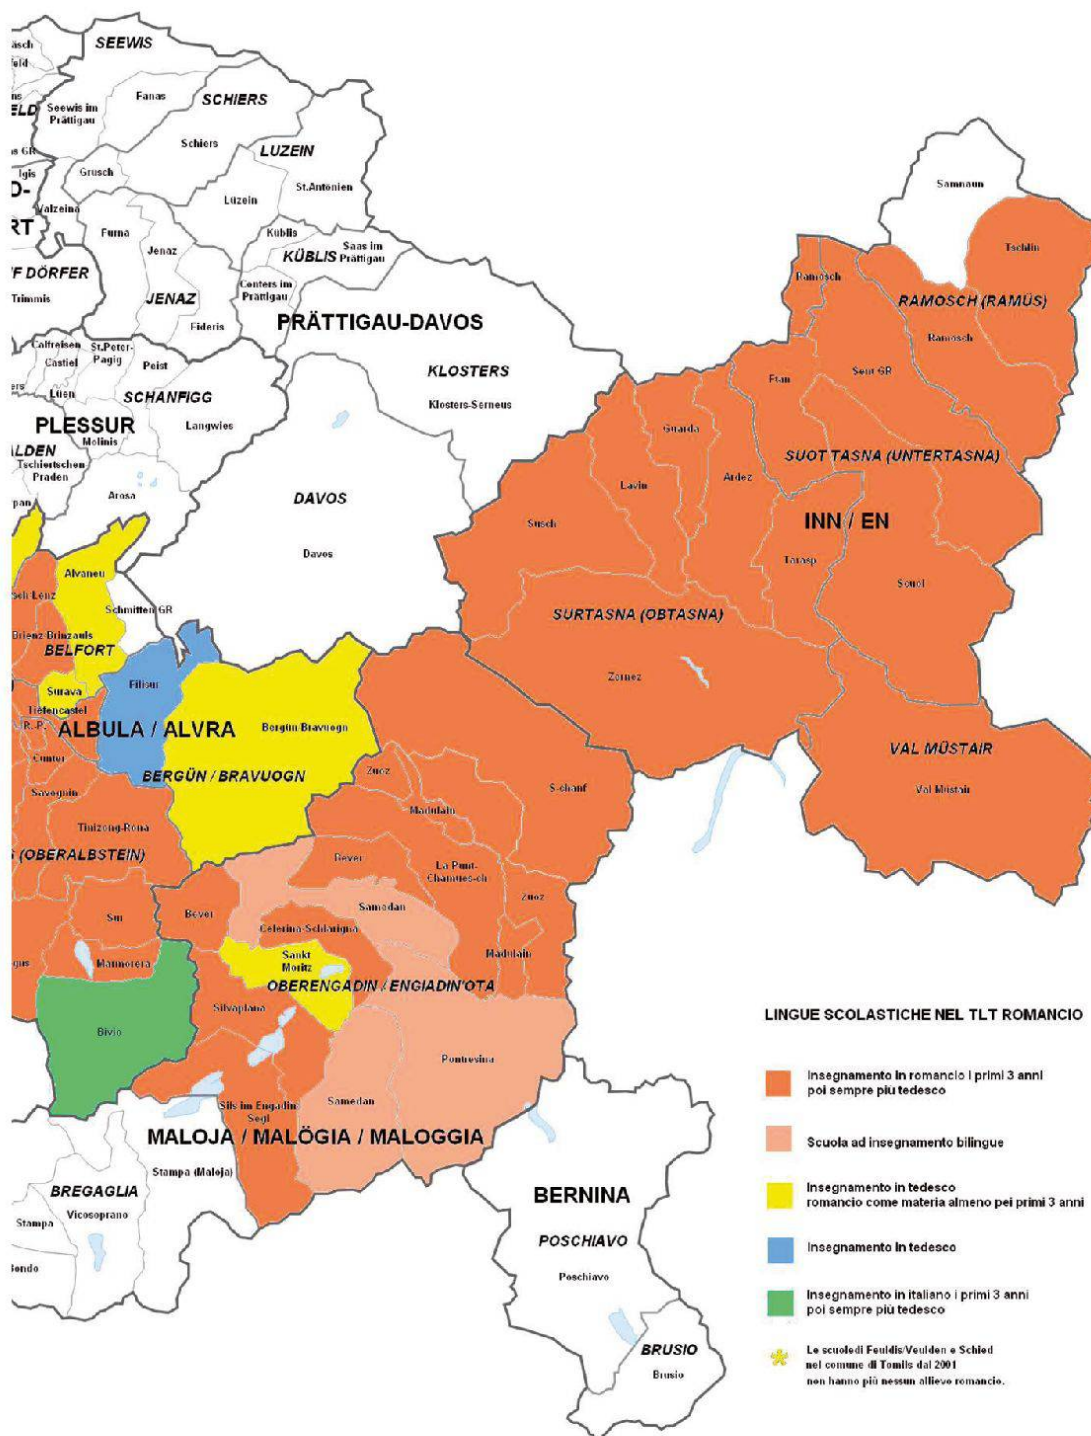 SEEWIS
Fanas
Seewis im
Prättigau
SCHIERS
Schiers
LUZEIN
Igis
Grusch
St.Antönien
Samnaun
Valzeina
Lüzein
Furna
Jenaz
Küblis
Saas im
Prättigau
KÜBLIS
Tschlin
Ramosch
DÖRFER
Trimmis
JENAZ
Conters im
Prättigau
RAMOSCH (RAMÜS)
Fideris
PRÄTTIGAU-DAVOS
Ramosch
Calfreisen
Castiel
St.Peter-
Pagig
Peist
Lüen
SCHANFIGG
KLOSTERS
Klosters-Serneus
Ftan
Sent GR
PLESSUR
Langwies
Molinis
Guarda
SUOT TASNA (UNTERTASNA)
Tschiertschen
Praden
Ardez
Lavin
Arosa
DAVOS
Davos
Susch
INN / EN
Tarasp
Scuol
Alvaneu
Schmitten GR
Brienz-Brinzauls
BELFORT
SURTASNA (OBTASNA)
Zernez
Filisur
Surava
Tiefencastel
R.-P.
ALBULA / ALVRA
Bergün-Bravuogn
VAL MÜSTAIR
Val Müstair
Cunter
BERGÜN / BRAVUOGN
Zuoz
S-chanf
Savognin
Madulain
Tinizong-Rona
(OBERALBSTEIN)
Bever
La Punt-
Chamues-ch
Zuoz
Samedan
Sur
Bever
Celerina-Schlarigna
Marmorera
Sankt
Moritz
Madulain
OBERENGADIN / ENGIADIN'OTA
Silvaplana
Bivio
Pontresina
Sils im Engadin
Segl
Samedan
MALOJA / MALÖGIA / MALOGGIA
Stampa (Maloja)
BREGAGLIA
Vicosoprano
Stampa
BERNINA
POSCHIAVO
Poschiavo
BRUSIO
Brusio
LINGUE SCOLASTICHE NEL TLT ROMANCIO
Insegnamento in romancio i primi 3 anni
poi sempre più tedesco
Scuola ad insegnamento bilingue
Insegnamento in tedesco
romancio come materia almeno pei primi 3 anni
Insegnamento in tedesco
Insegnamento in italiano i primi 3 anni
poi sempre più tedesco
Le scuoledi Feuldis/Veulden e Schied
nel comune di Tomils dal 2001
non hanno più nessun allievo romancio.